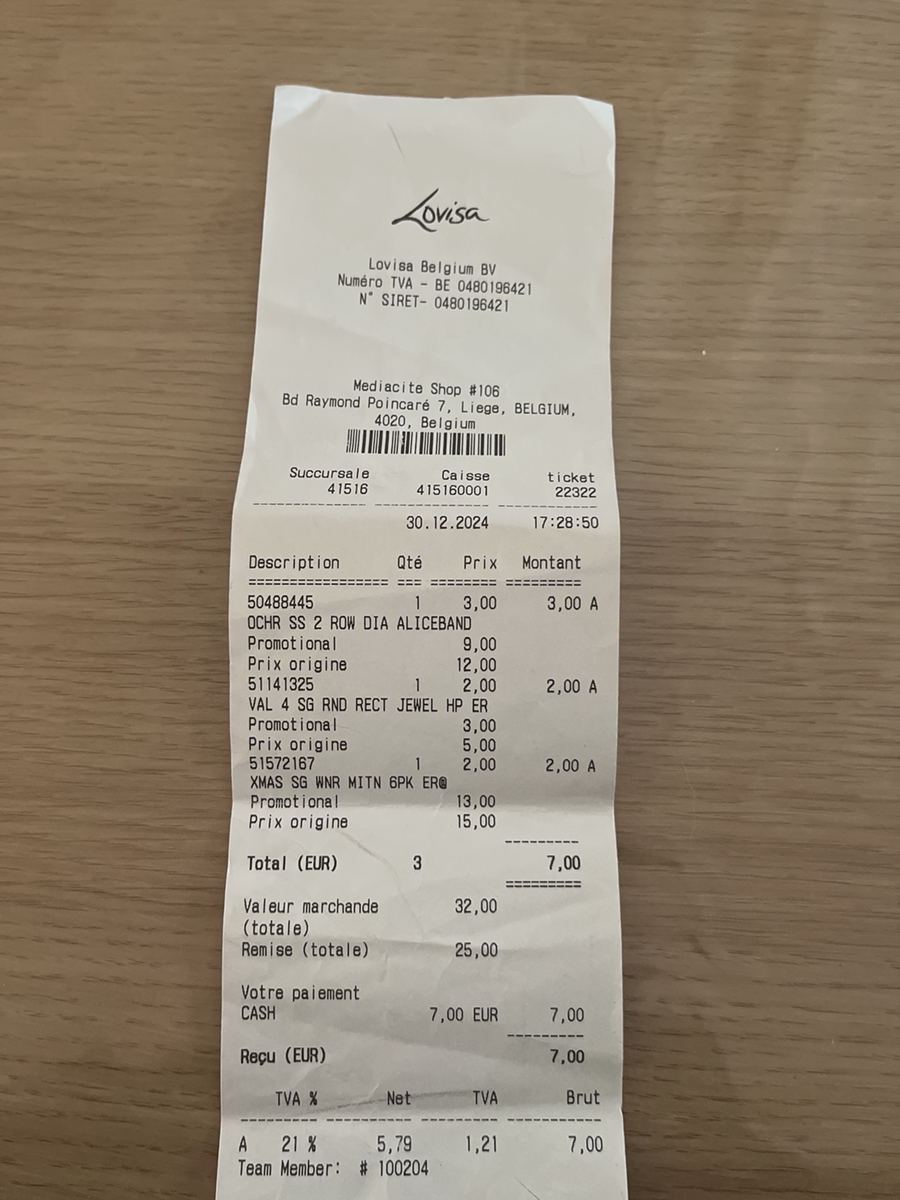 Lovisa
Lovisa Belgium BV
Numéro TVA - BE 0480196421
N° SIRET- 0480196421
Mediacite Shop #106
Bd Raymond Poincaré 7, Liege, BELGIUM,
4020, Belgium
Succursale Caisse ticket
41516 415160001 22322
30.12.2024 17:28:50
Description Qté Prix Montant
50488445 1 3,00 3,00 A
OCHR SS 2 ROW DIA ALICEBAND
Promotional 9,00
Prix origine 12,00
51141325 1 2,00 2,00 A
VAL 4 SG RND RECT JEWEL HP ER
Promotional 3,00
Prix origine 5,00
51572167 1 2,00 2,00 A
XMAS SG WNR MITN 6PK ER@
Promotional 13,00
Prix origine 15,00
Total (EUR) 3 7,00
Valeur marchande 32,00
(totale)
Remise (totale) 25,00
Votre paiement
CASH 7,00 EUR 7,00
Reçu (EUR) 7,00
TVA % Net TVA Brut
A 21 % 5,79 1,21 7,00
Team Member: # 100204